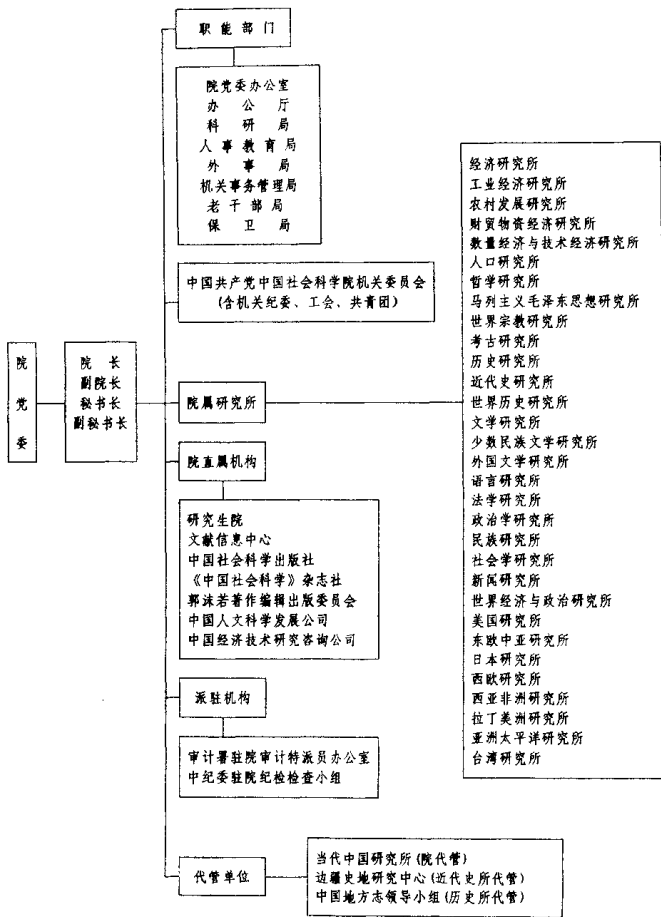 院党委
院长
副院长
秘书长
副秘书长
职能部门
院党委办公室
办公厅
科研局
人事教育局
外事局
机关事务管理局
老干部局
保卫局
中国共产党中国社会科学院机关委员会
(含机关纪委、工会、共青团)
院属研究所
经济研究所
工业经济研究所
农村发展研究所
财贸物资经济研究所
数量经济与技术经济研究所
人口研究所
哲学研究所
马列主义毛泽东思想研究所
世界宗教研究所
考古研究所
历史研究所
近代史研究所
世界历史研究所
文学研究所
少数民族文学研究所
外国文学研究所
语言研究所
法学研究所
政治学研究所
民族研究所
社会学研究所
新闻研究所
世界经济与政治研究所
美国研究所
东欧中亚研究所
日本研究所
西欧研究所
西亚非洲研究所
拉丁美洲研究所
亚洲太平洋研究所
台湾研究所
院直属机构
研究生院
文献信息中心
中国社会科学出版社
《中国社会科学》杂志社
郭沫若著作编辑出版委员会
中国人文科学发展公司
中国经济技术研究咨询公司
派驻机构
审计署驻院审计特派员办公室
中纪委驻院纪检检查小组
代管单位
当代中国研究所(院代管)
边疆史地研究中心(近代史所代管)
中国地方志领导小组(历史所代管)